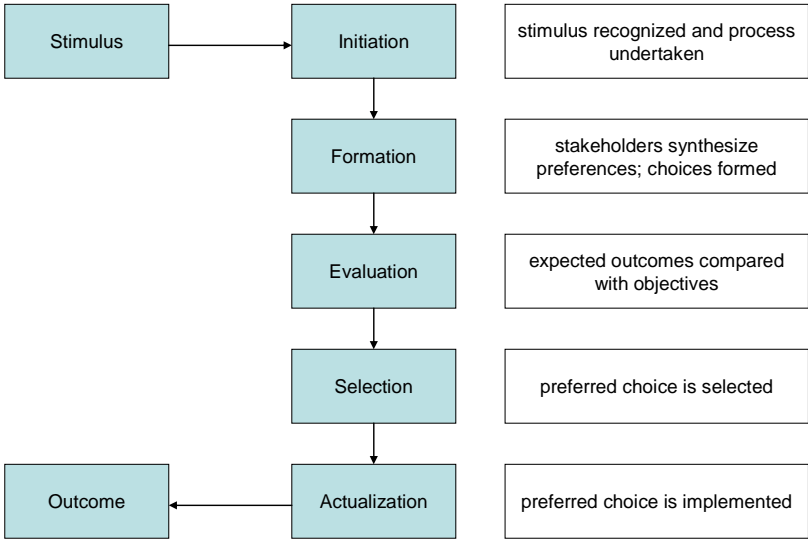 Stimulus
Initiation
stimulus recognized and process
undertaken
Formation
stakeholders synthesize
preferences; choices formed
Evaluation
expected outcomes compared
with objectives
Selection
preferred choice is selected
Outcome
Actualization
preferred choice is implemented